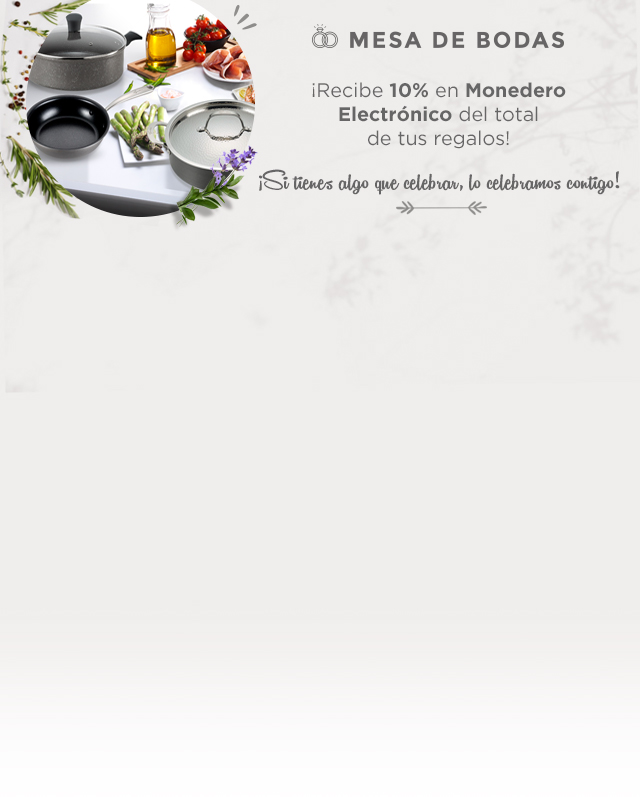 MESA DE BODAS
¡Recibe 10% en Monedero
Electrónico del total
de tus regalos!
¡Si tienes algo que celebrar, lo celebramos contigo!